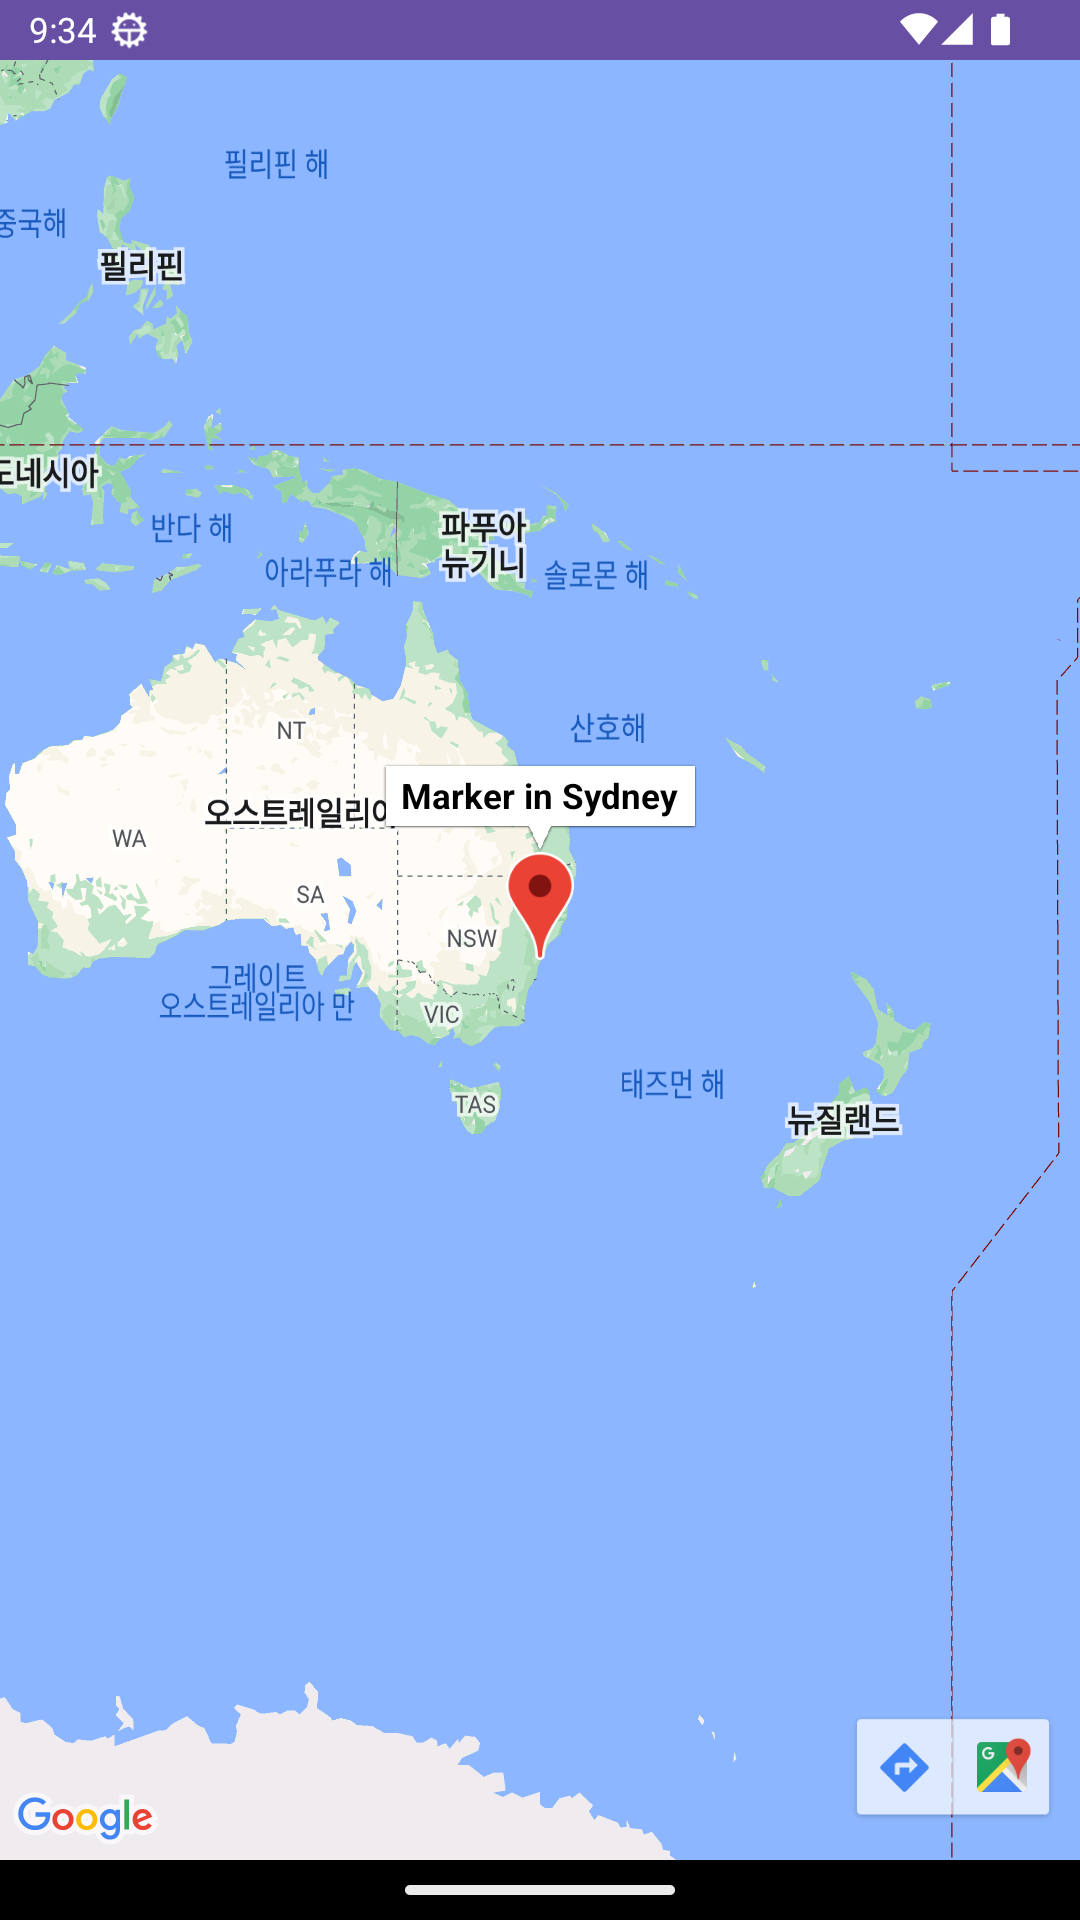 9:34
필리핀 해
중국해
필리핀
도네시아
반다 해
파푸아
뉴기니
아라푸라 해
솔로몬 해
NT
산호해
Marker in Sydney
오스트레일리아
WA
SA
NSW
그레이트
오스트레일리아 만
VIC
태즈먼 해
TAS
뉴질랜드
G
Google